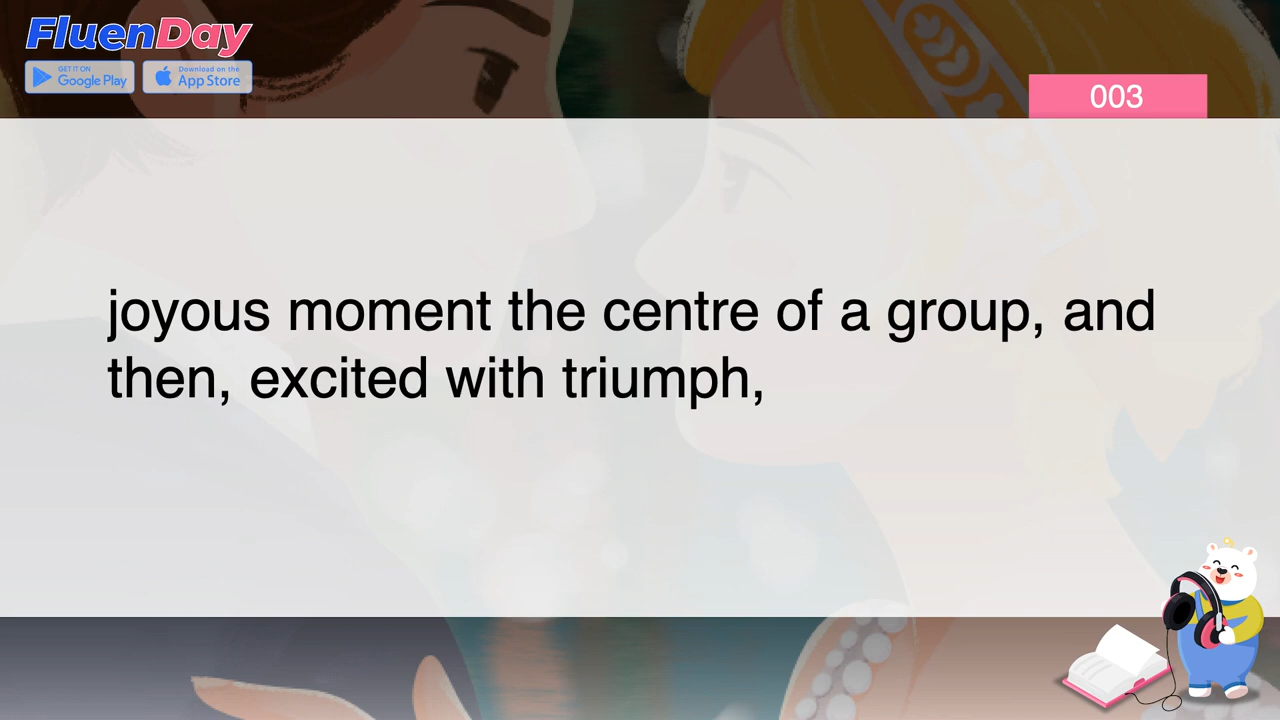 FluenDay
GET IT ON
Google Play
Download on the
App Store
003
joyous moment the centre of a group, and
then, excited with triumph,